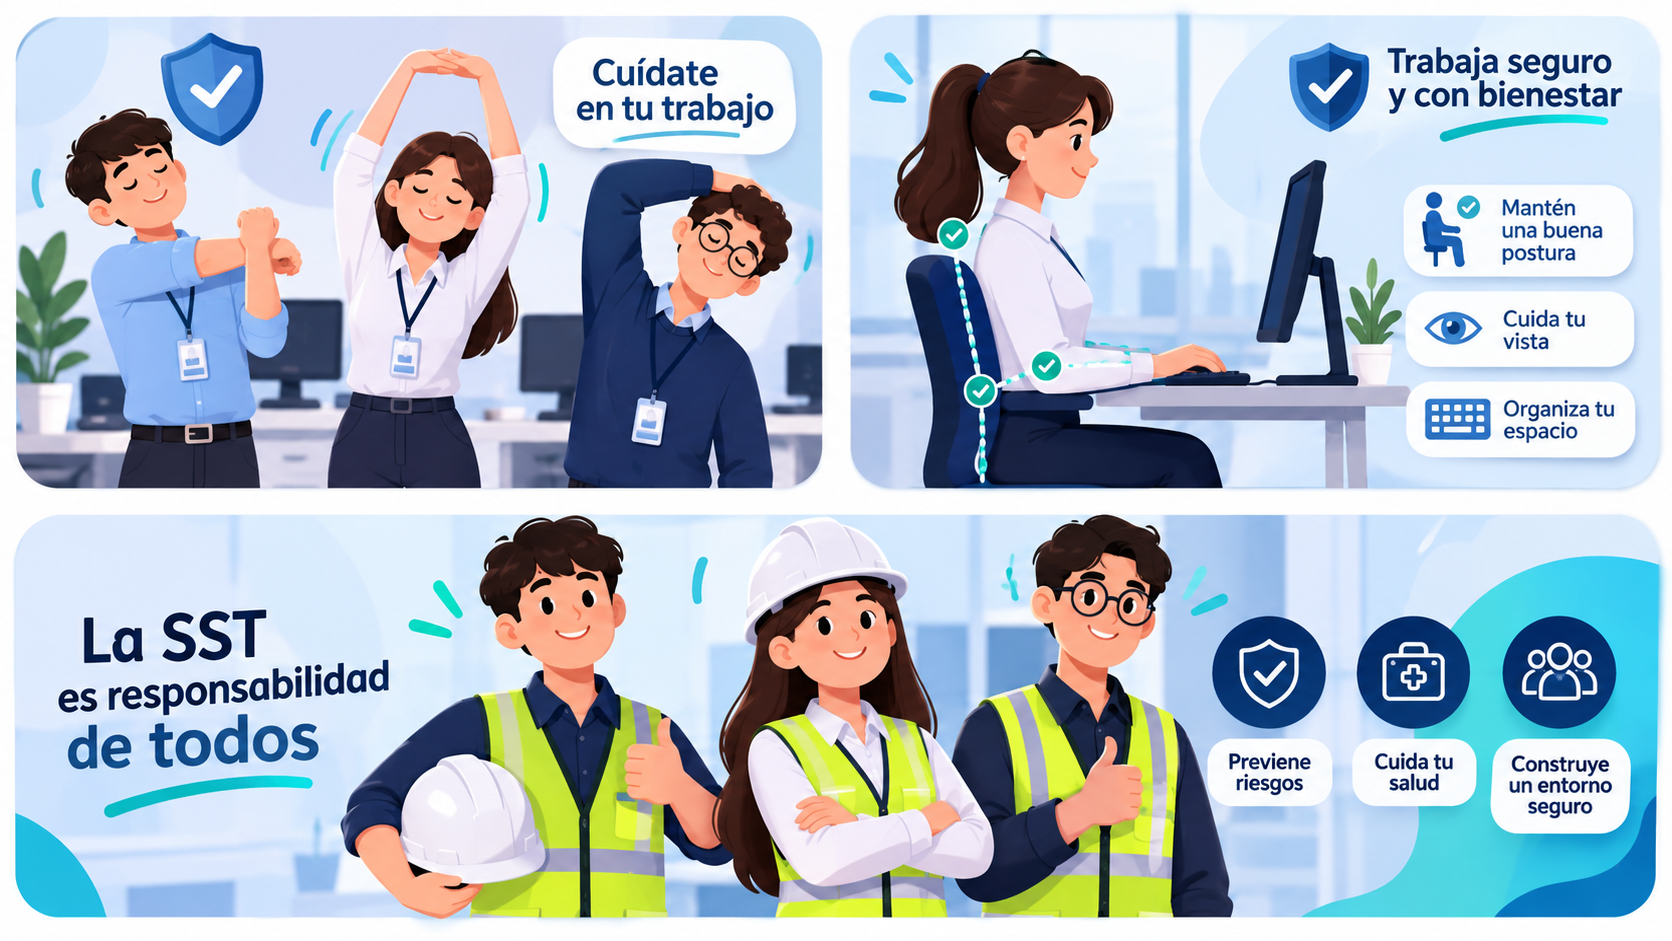 Cuídate
en tu trabajo
Trabaja seguro
y con bienestar
Mantén
una buena
postura
Cuida tu
vista
Organiza tu
espacio
La SST
es responsabilidad
de todos
Previene
riesgos
Cuida tu
salud
Construye
un entorno
seguro